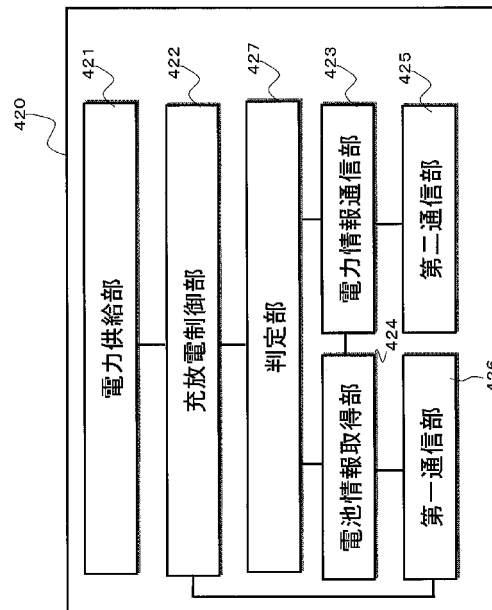 420
電力供給部
421
充放電制御部
422
判定部
427
電池情報取得部
424
電力情報通信部
423
第一通信部
426
第二通信部
425